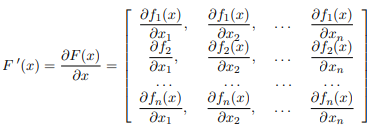 F ′(x) = ∂F(x)/∂x = [ ∂f₁(x)/∂x₁, ∂f₁(x)/∂x₂, … ∂f₁(x)/∂xₙ
∂f₂/∂x₁, ∂f₂(x)/∂x₂, … ∂f₂(x)/∂xₙ
… … … …
∂fₙ(x)/∂x₁, ∂fₙ(x)/∂x₂, … ∂fₙ(x)/∂xₙ ]